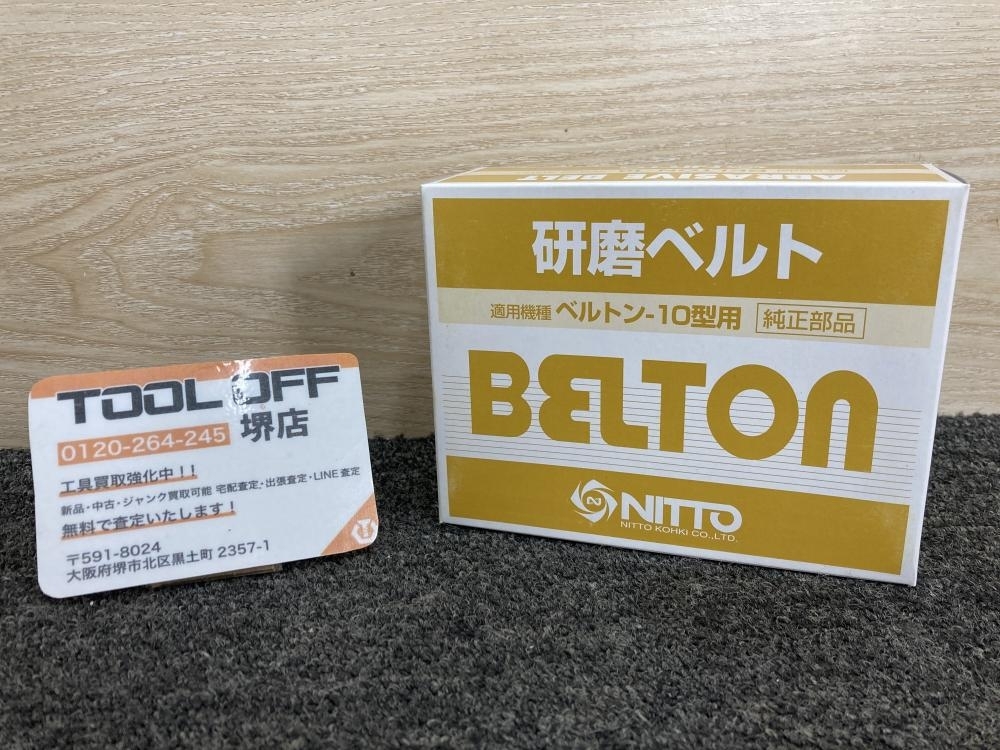 TOOL OFF
0120-264-245 堺店
工具買取強化中！！
新品・中古・ジャンク買取可能 宅配査定・出張査定・LINE査定
無料で査定いたします！
〒591-8024
大阪府堺市北区黒土町 2357-1
ABRASIVE BELT
研磨ベルト
適用機種 ベルトン-10型用 純正部品
BELTON
NITTO
NITTO KOHKI CO.,LTD.